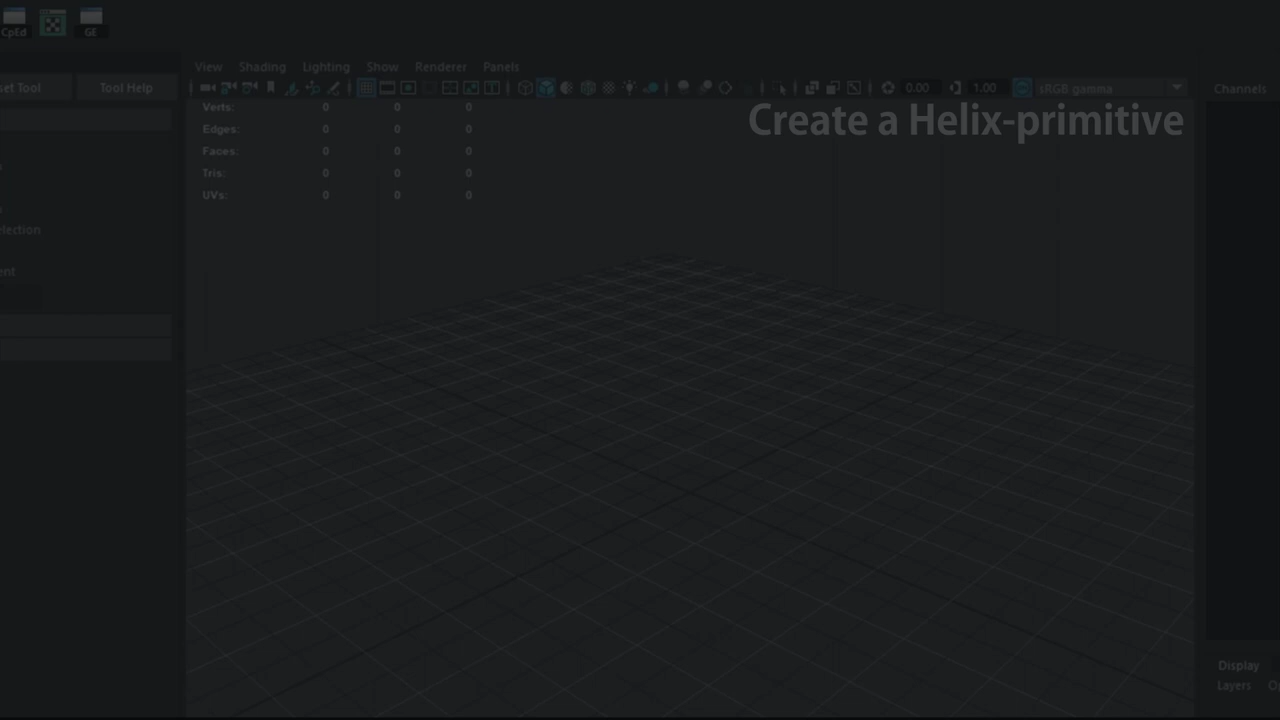 CpEd GE
View Shading Lighting Show Renderer Panels
set Tool Tool Help
0.00 1.00 sRGB gamma
Channels
Verts: 0 0 0
Create a Helix-primitive
Edges: 0 0 0
Faces: 0 0 0
Tris: 0 0 0
UVs: 0 0 0
election
ent
Display
Layers